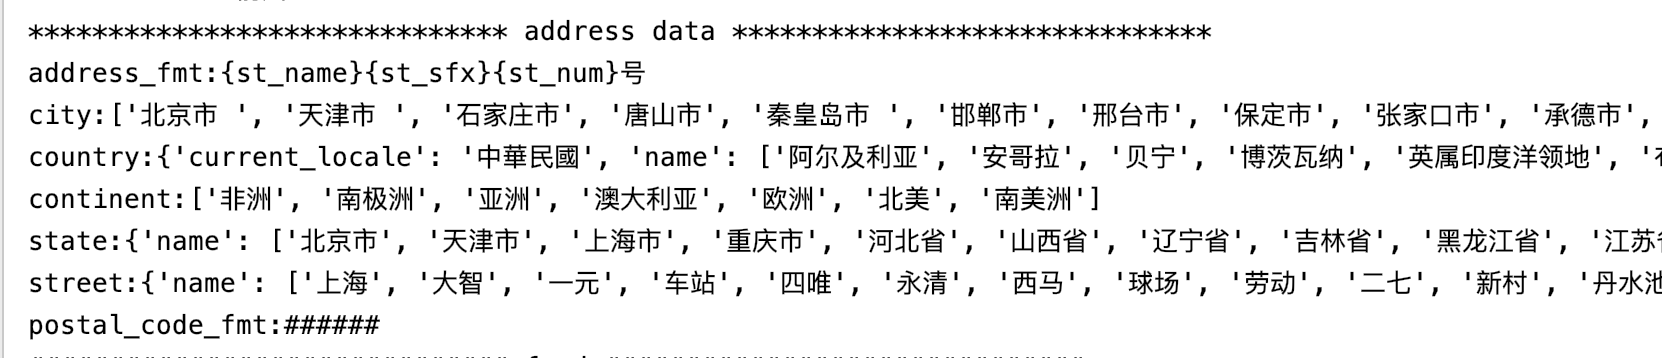 ****************************** address data ******************************
address_fmt:{st_name}{st_sfx}{st_num}号
city:['北京市 ', '天津市 ', '石家庄市', '唐山市', '秦皇岛市 ', '邯郸市', '邢台市', '保定市', '张家口市', '承德市',
country:{'current_locale': '中華民國', 'name': ['阿尔及利亚', '安哥拉', '贝宁', '博茨瓦纳', '英属印度洋领地', '
continent:['非洲', '南极洲', '亚洲', '澳大利亚', '欧洲', '北美', '南美洲']
state:{'name': ['北京市', '天津市', '上海市', '重庆市', '河北省', '山西省', '辽宁省', '吉林省', '黑龙江省', '江苏
street:{'name': ['上海', '大智', '一元', '车站', '四唯', '永清', '西马', '球场', '劳动', '二七', '新村', '丹水池
postal_code_fmt:######